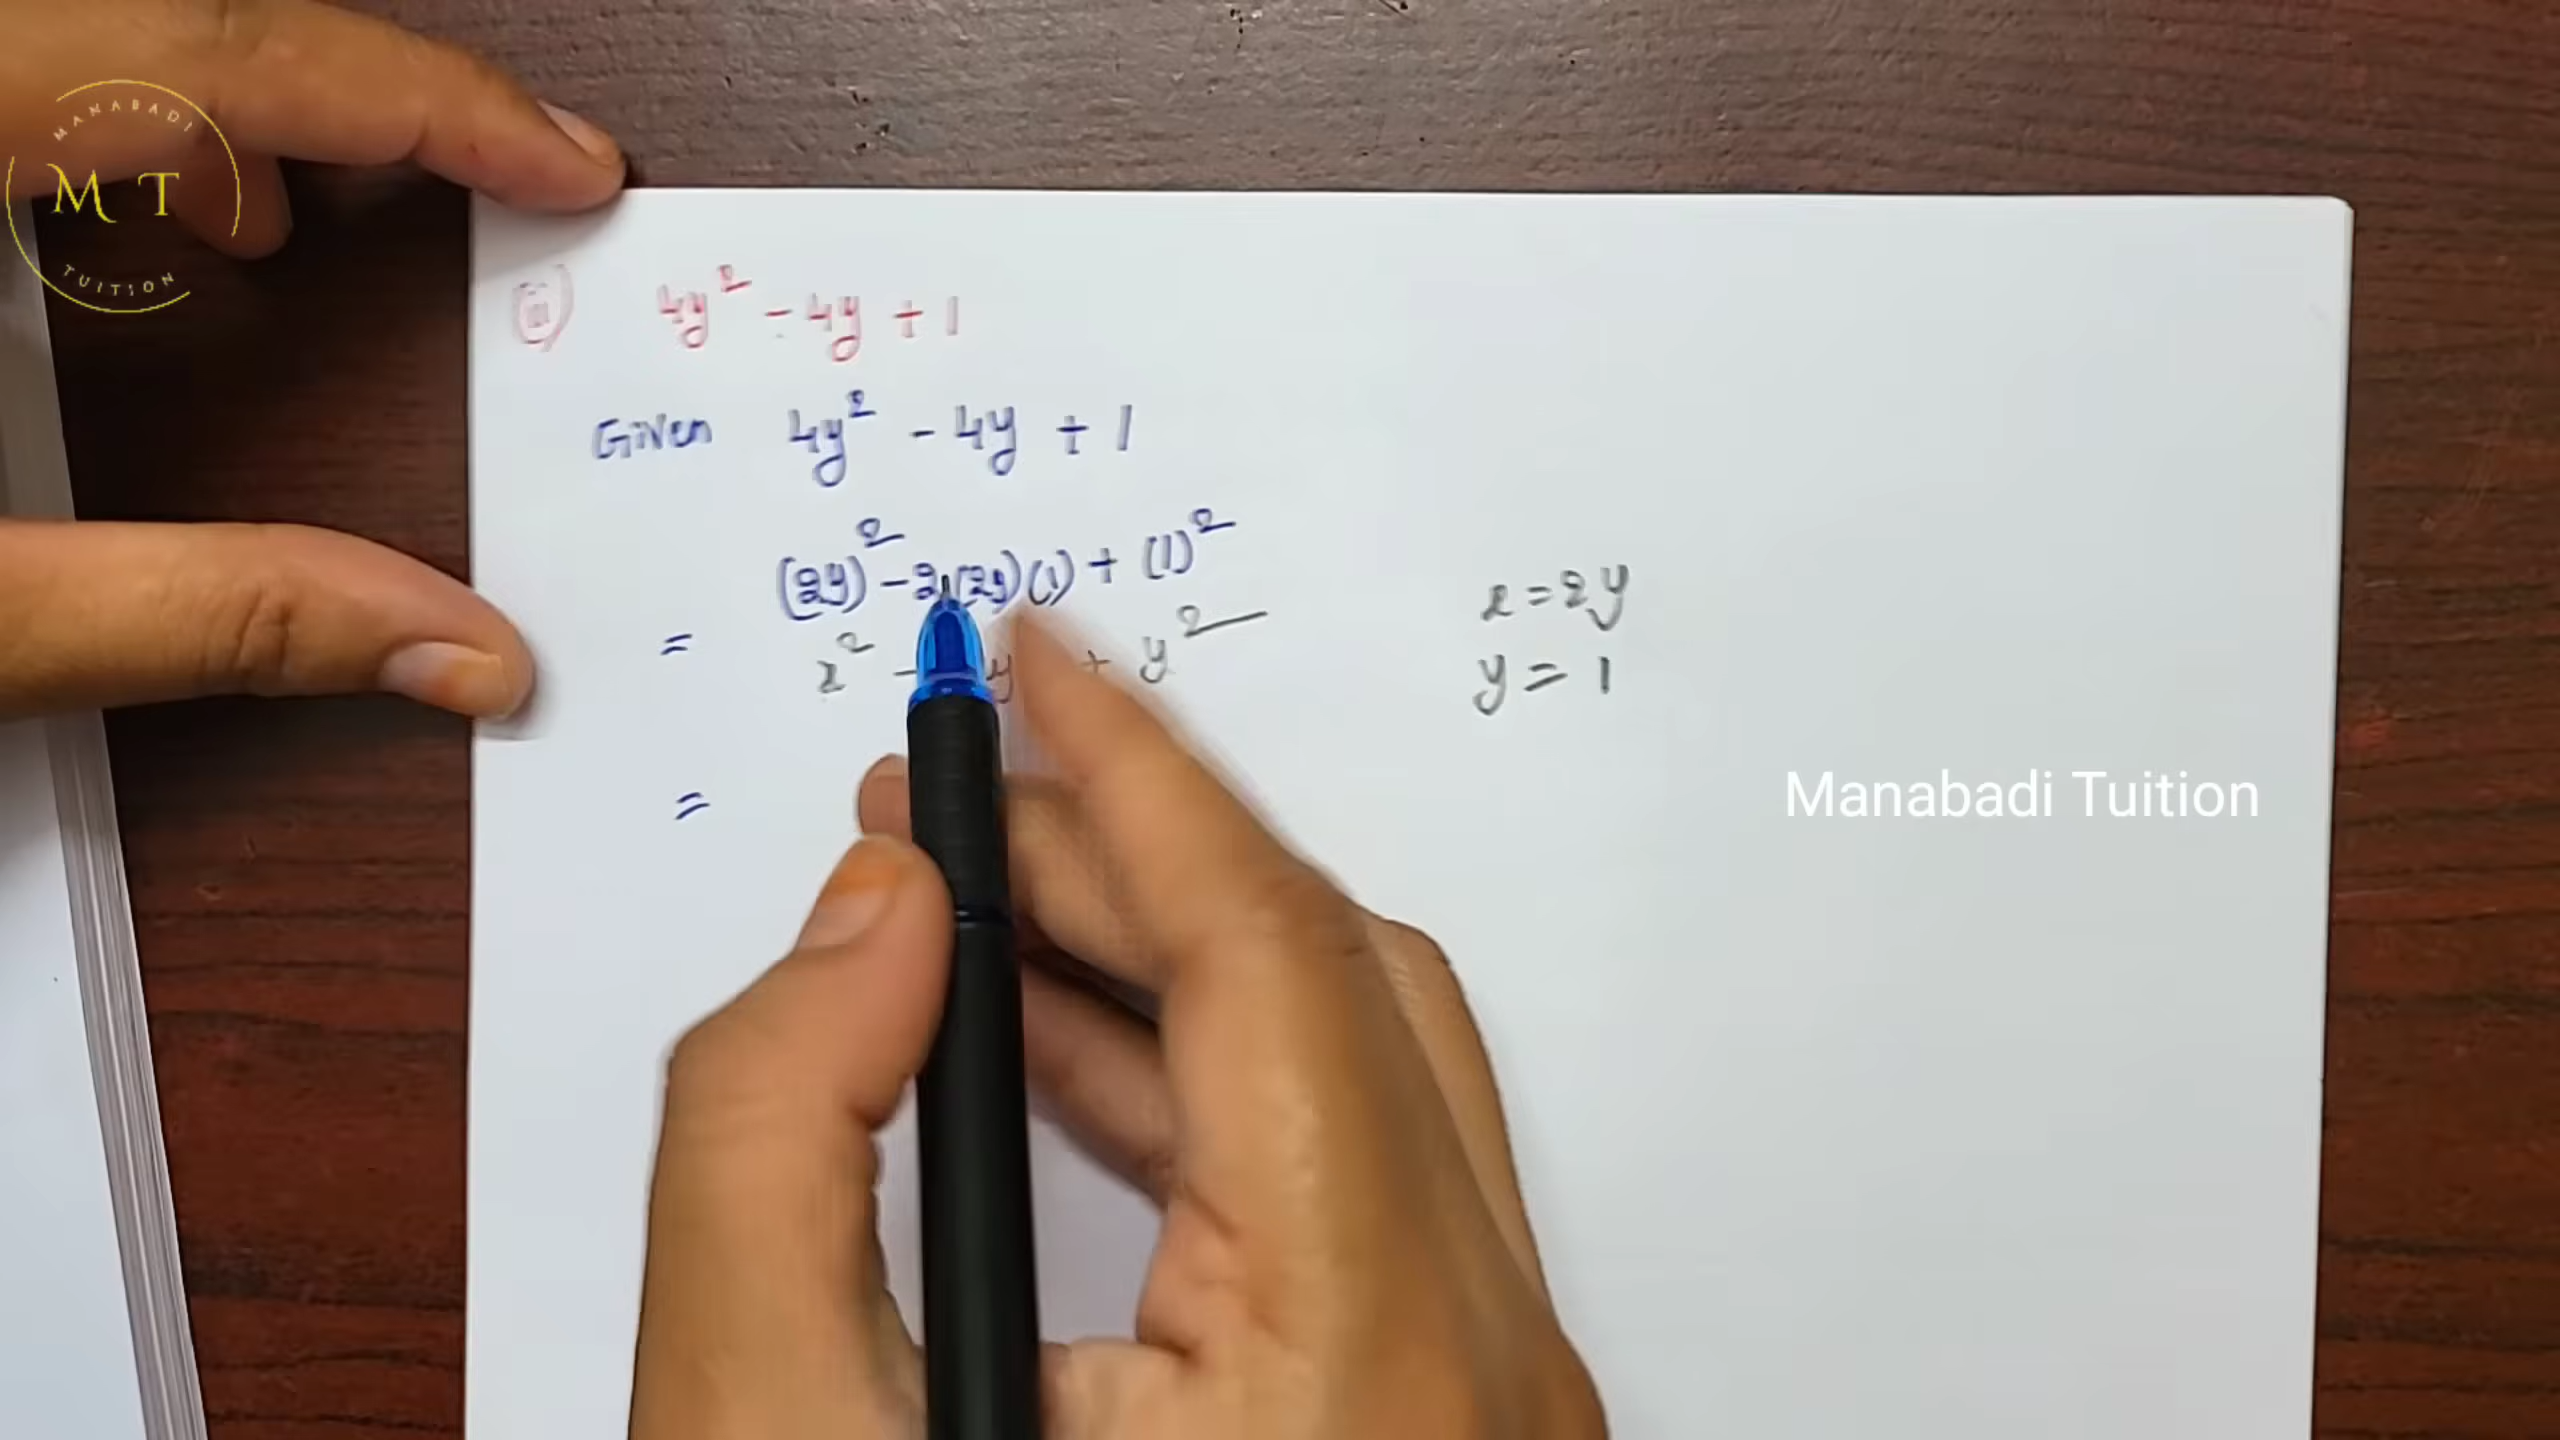 MANABADI
MT
TUITION
(ii) 4y² - 4y + 1
Given 4y² - 4y + 1
(2y)² - 2(2y)(1) + (1)²
= x² - y + y²
x = 2y
y = 1
=
Manabadi Tuition